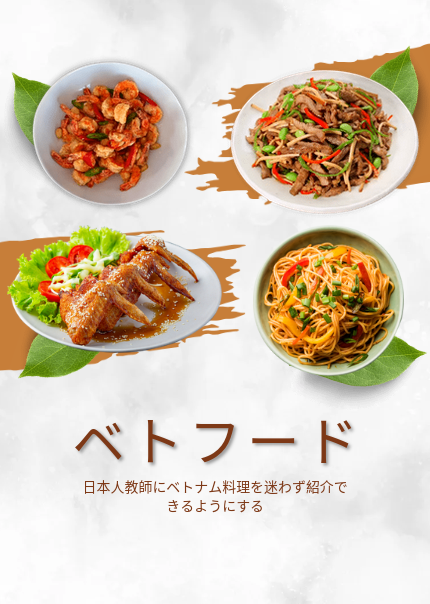 ベトフード
日本人教師にベトナム料理を迷わず紹介で
きるようにする